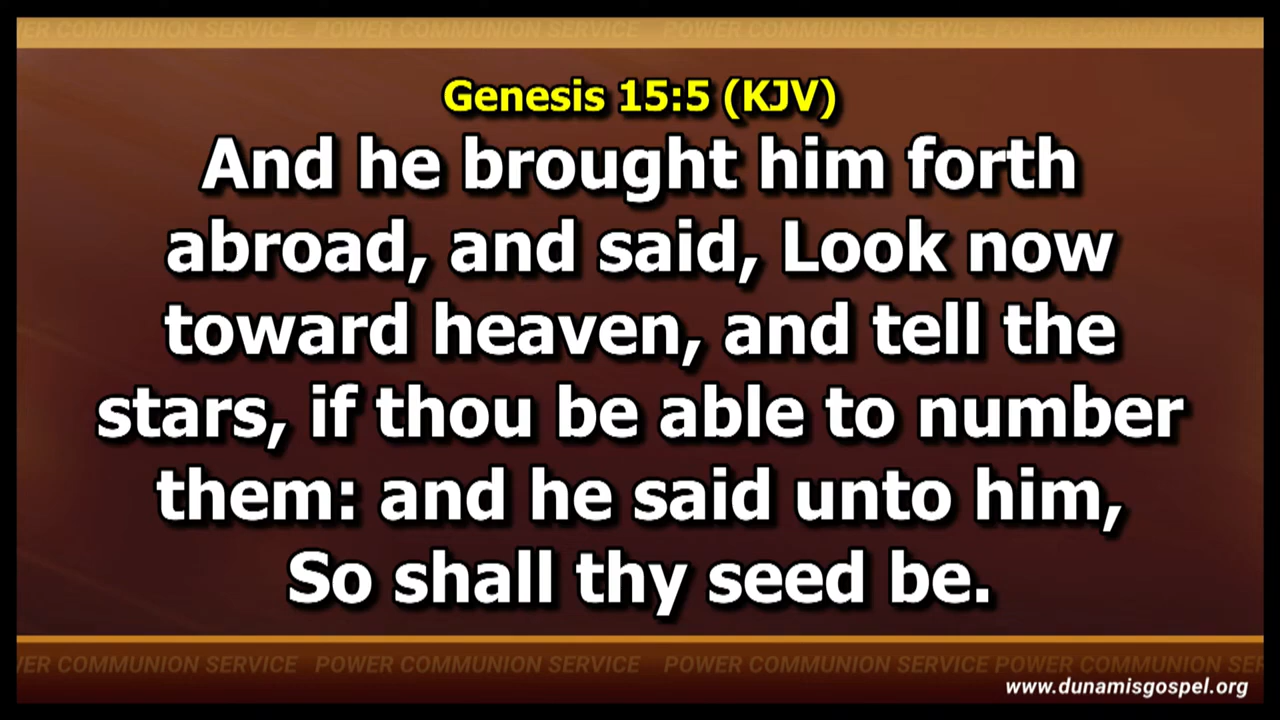 POWER COMMUNION SERVICE POWER COMMUNION SERVICE POWER COMMUNION SERVICE
Genesis 15:5 (KJV)
And he brought him forth
abroad, and said, Look now
toward heaven, and tell the
stars, if thou be able to number
them: and he said unto him,
So shall thy seed be.
COMMUNION SERVICE POWER COMMUNION SERVICE POWER COMMUNION SERVICE POWER COMMUNION
www.dunamisgospel.org